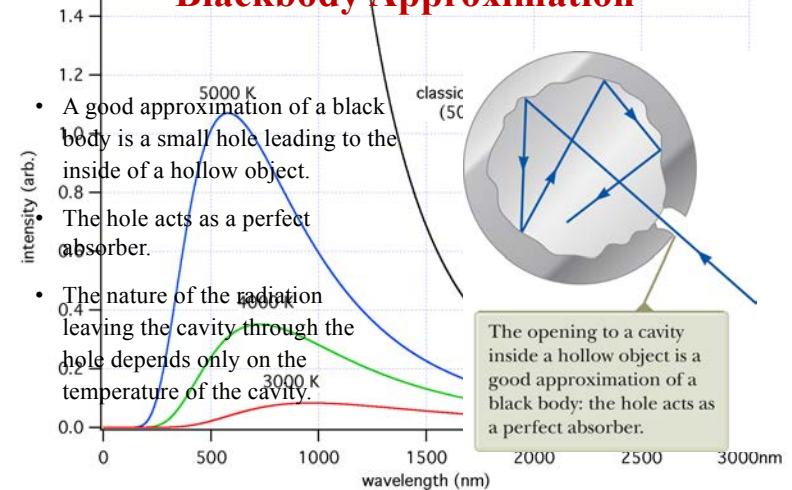 Blackbody Approximation
1.4
1.2
1.0
0.8
0.6
0.4
0.2
0.0
intensity (arb.)
5000 K
classic
(50
4000 K
3000 K
• A good approximation of a black
body is a small hole leading to the
inside of a hollow object.
• The hole acts as a perfect
absorber.
• The nature of the radiation
leaving the cavity through the
hole depends only on the
temperature of the cavity.
The opening to a cavity
inside a hollow object is a
good approximation of a
black body: the hole acts as
a perfect absorber.
0 500 1000 1500 2000 2500 3000nm
wavelength (nm)